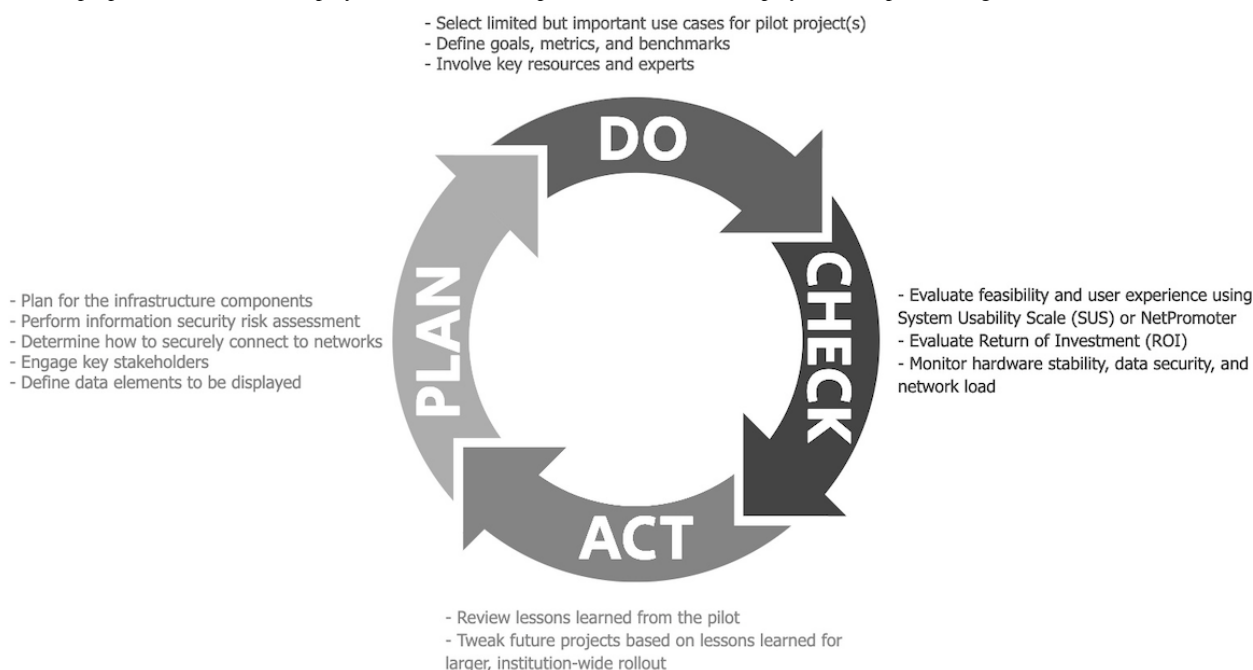 - Select limited but important use cases for pilot project(s)
- Define goals, metrics, and benchmarks
- Involve key resources and experts
DO
PLAN
- Plan for the infrastructure components
- Perform information security risk assessment
- Determine how to securely connect to networks
- Engage key stakeholders
- Define data elements to be displayed
CHECK
- Evaluate feasibility and user experience using
System Usability Scale (SUS) or NetPromoter
- Evaluate Return of Investment (ROI)
- Monitor hardware stability, data security, and
network load
ACT
- Review lessons learned from the pilot
- Tweak future projects based on lessons learned for
larger, institution-wide rollout